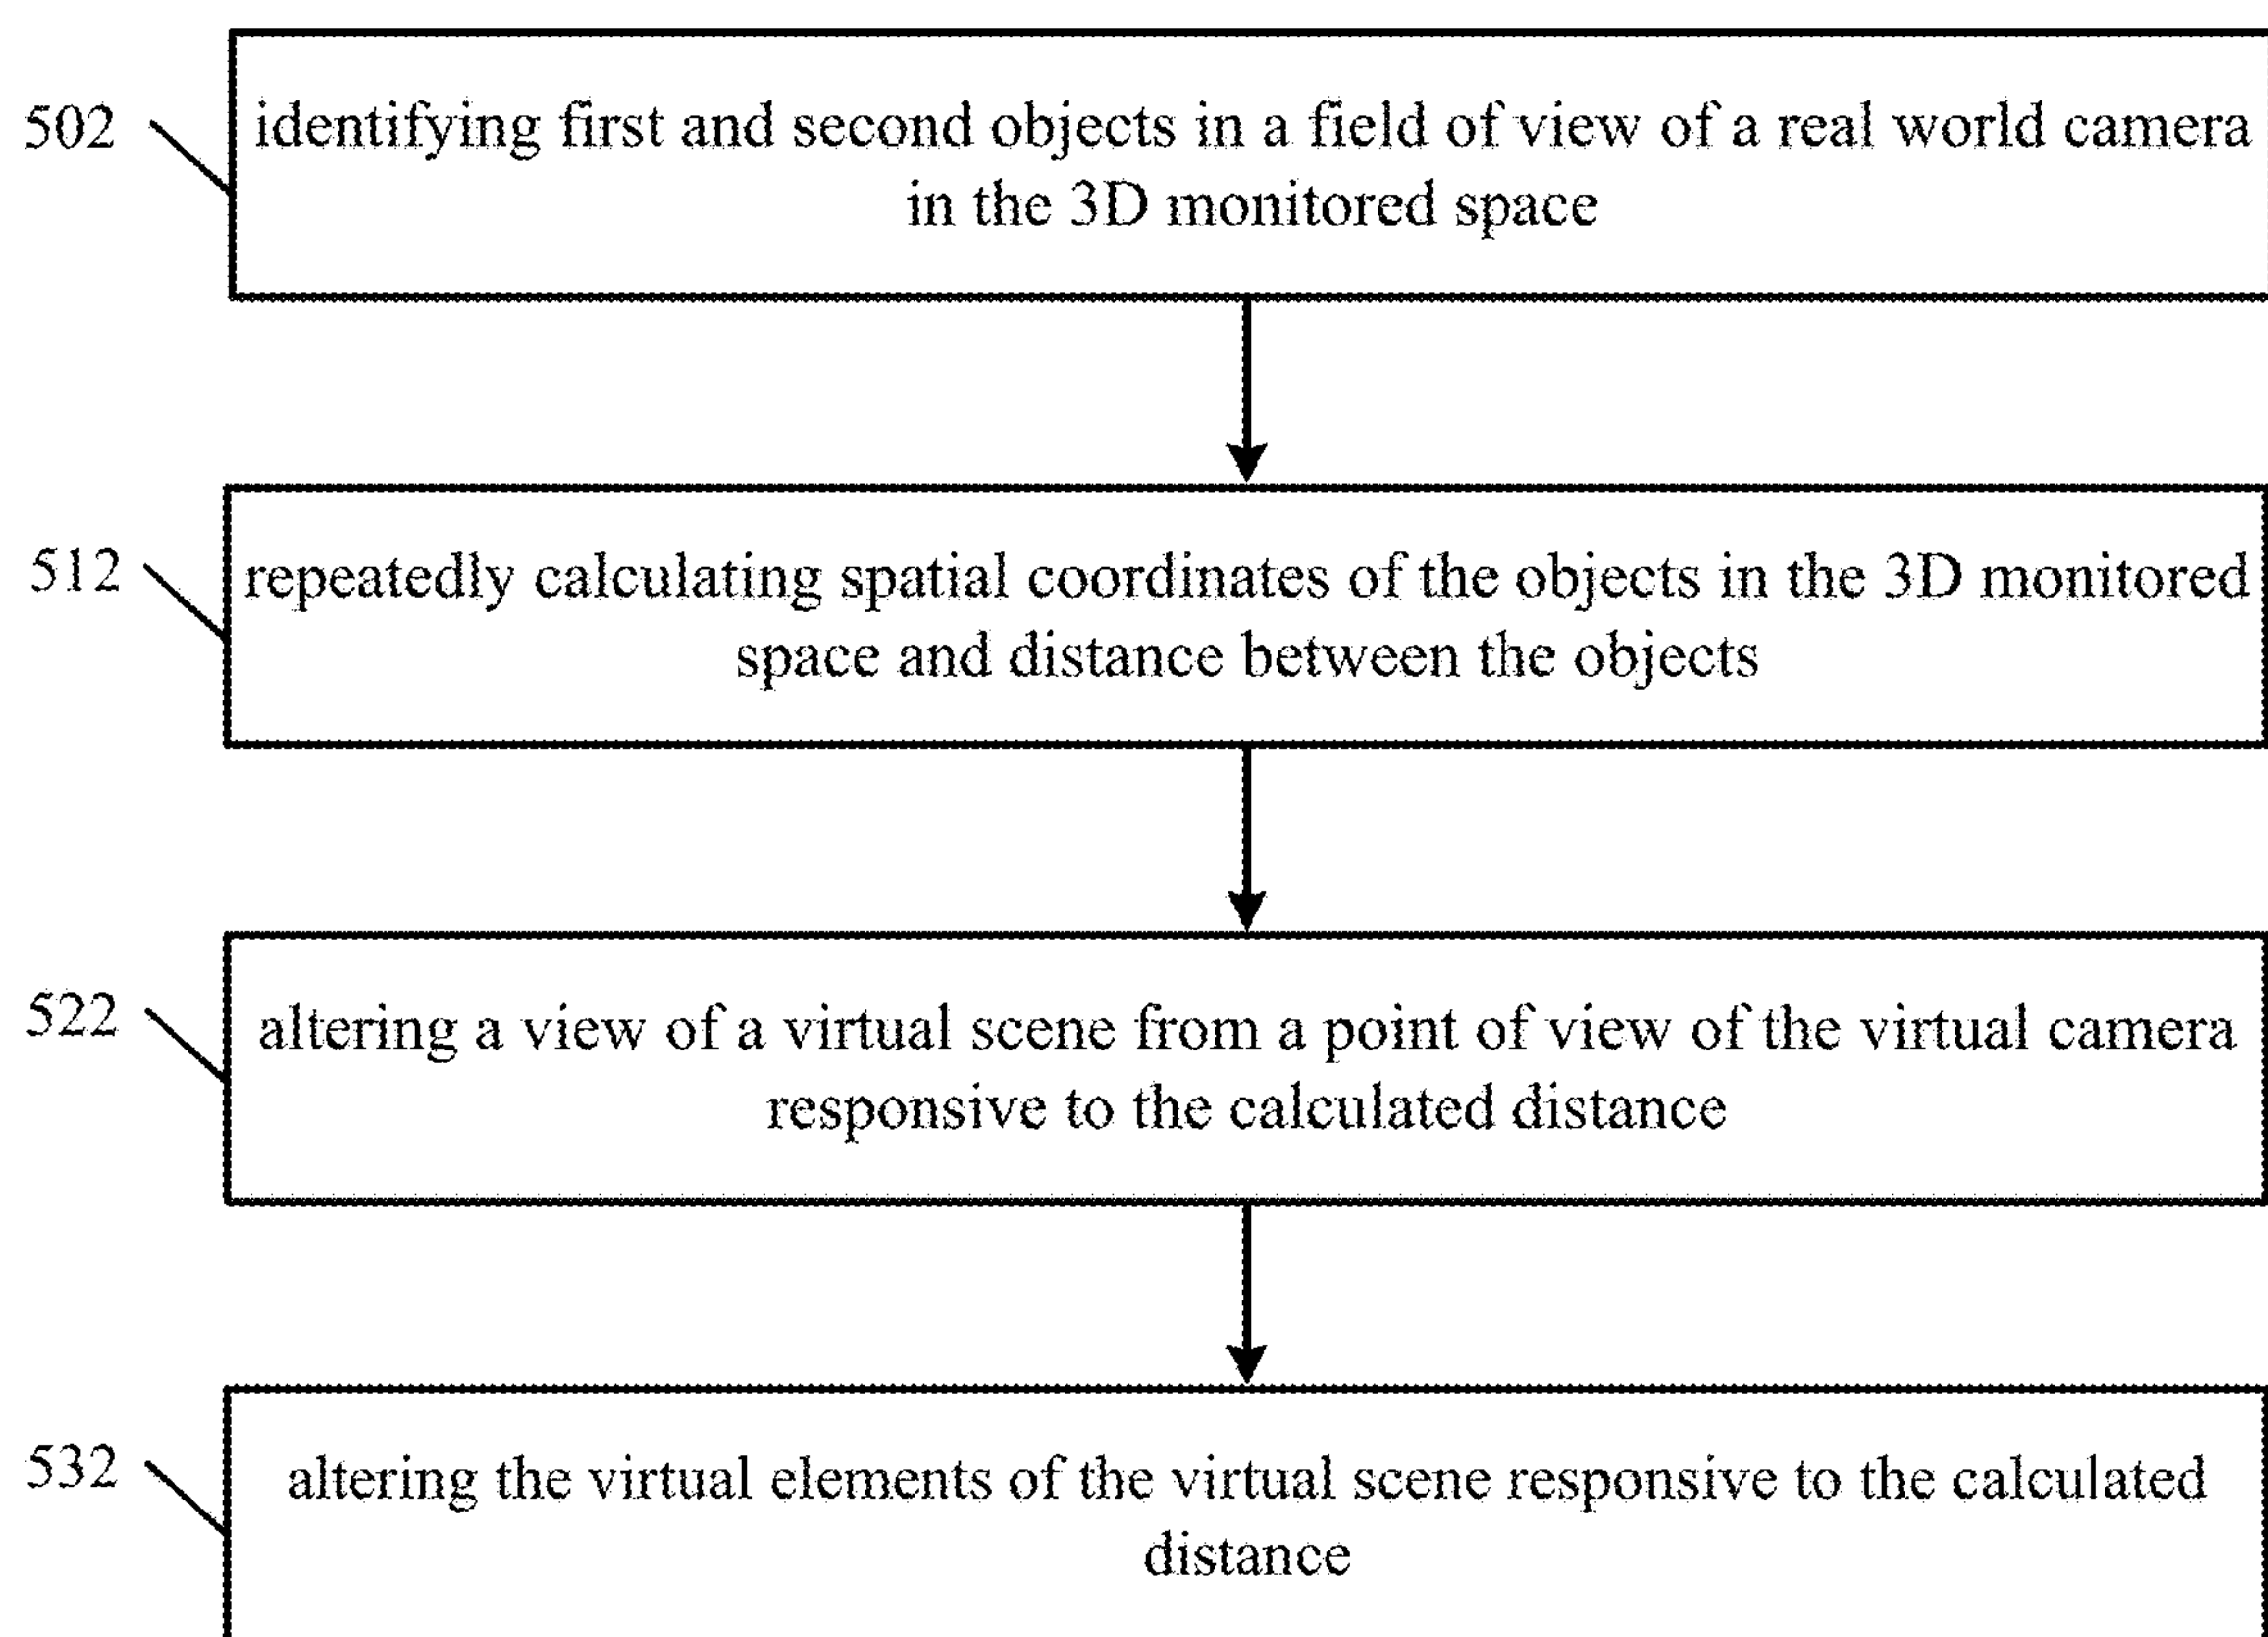 502
identifying first and second objects in a field of view of a real world camera
in the 3D monitored space
512
repeatedly calculating spatial coordinates of the objects in the 3D monitored
space and distance between the objects
522
altering a view of a virtual scene from a point of view of the virtual camera
responsive to the calculated distance
532
altering the virtual elements of the virtual scene responsive to the calculated
distance